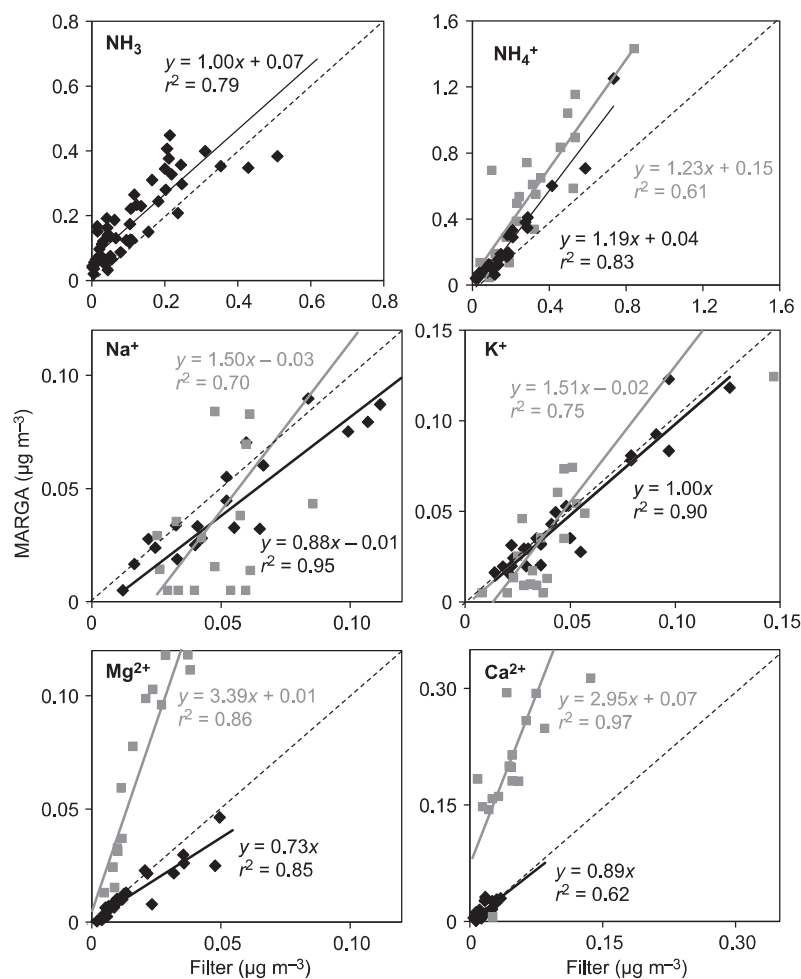 0.8
NH3
0.6
y = 1.00x + 0.07
r2 = 0.79
0.4
0.2
0
0 0.2 0.4 0.6 0.8
1.6
NH4+
1.2
0.8
y = 1.23x + 0.15
r2 = 0.61
0.4
y = 1.19x + 0.04
r2 = 0.83
0
0 0.4 0.8 1.2 1.6
MARGA (µg m–3)
Na+
y = 1.50x – 0.03
r2 = 0.70
0.10
0.05
y = 0.88x – 0.01
r2 = 0.95
0
0 0.05 0.10
0.15
K+
y = 1.51x – 0.02
r2 = 0.75
0.10
0.05
y = 1.00x
r2 = 0.90
0
0 0.05 0.10 0.15
Mg2+
0.10
y = 3.39x + 0.01
r2 = 0.86
0.05
y = 0.73x
r2 = 0.85
0
0 0.05 0.10
Filter (µg m–3)
Ca2+
0.30
y = 2.95x + 0.07
r2 = 0.97
0.15
y = 0.89x
r2 = 0.62
0
0 0.15 0.30
Filter (µg m–3)